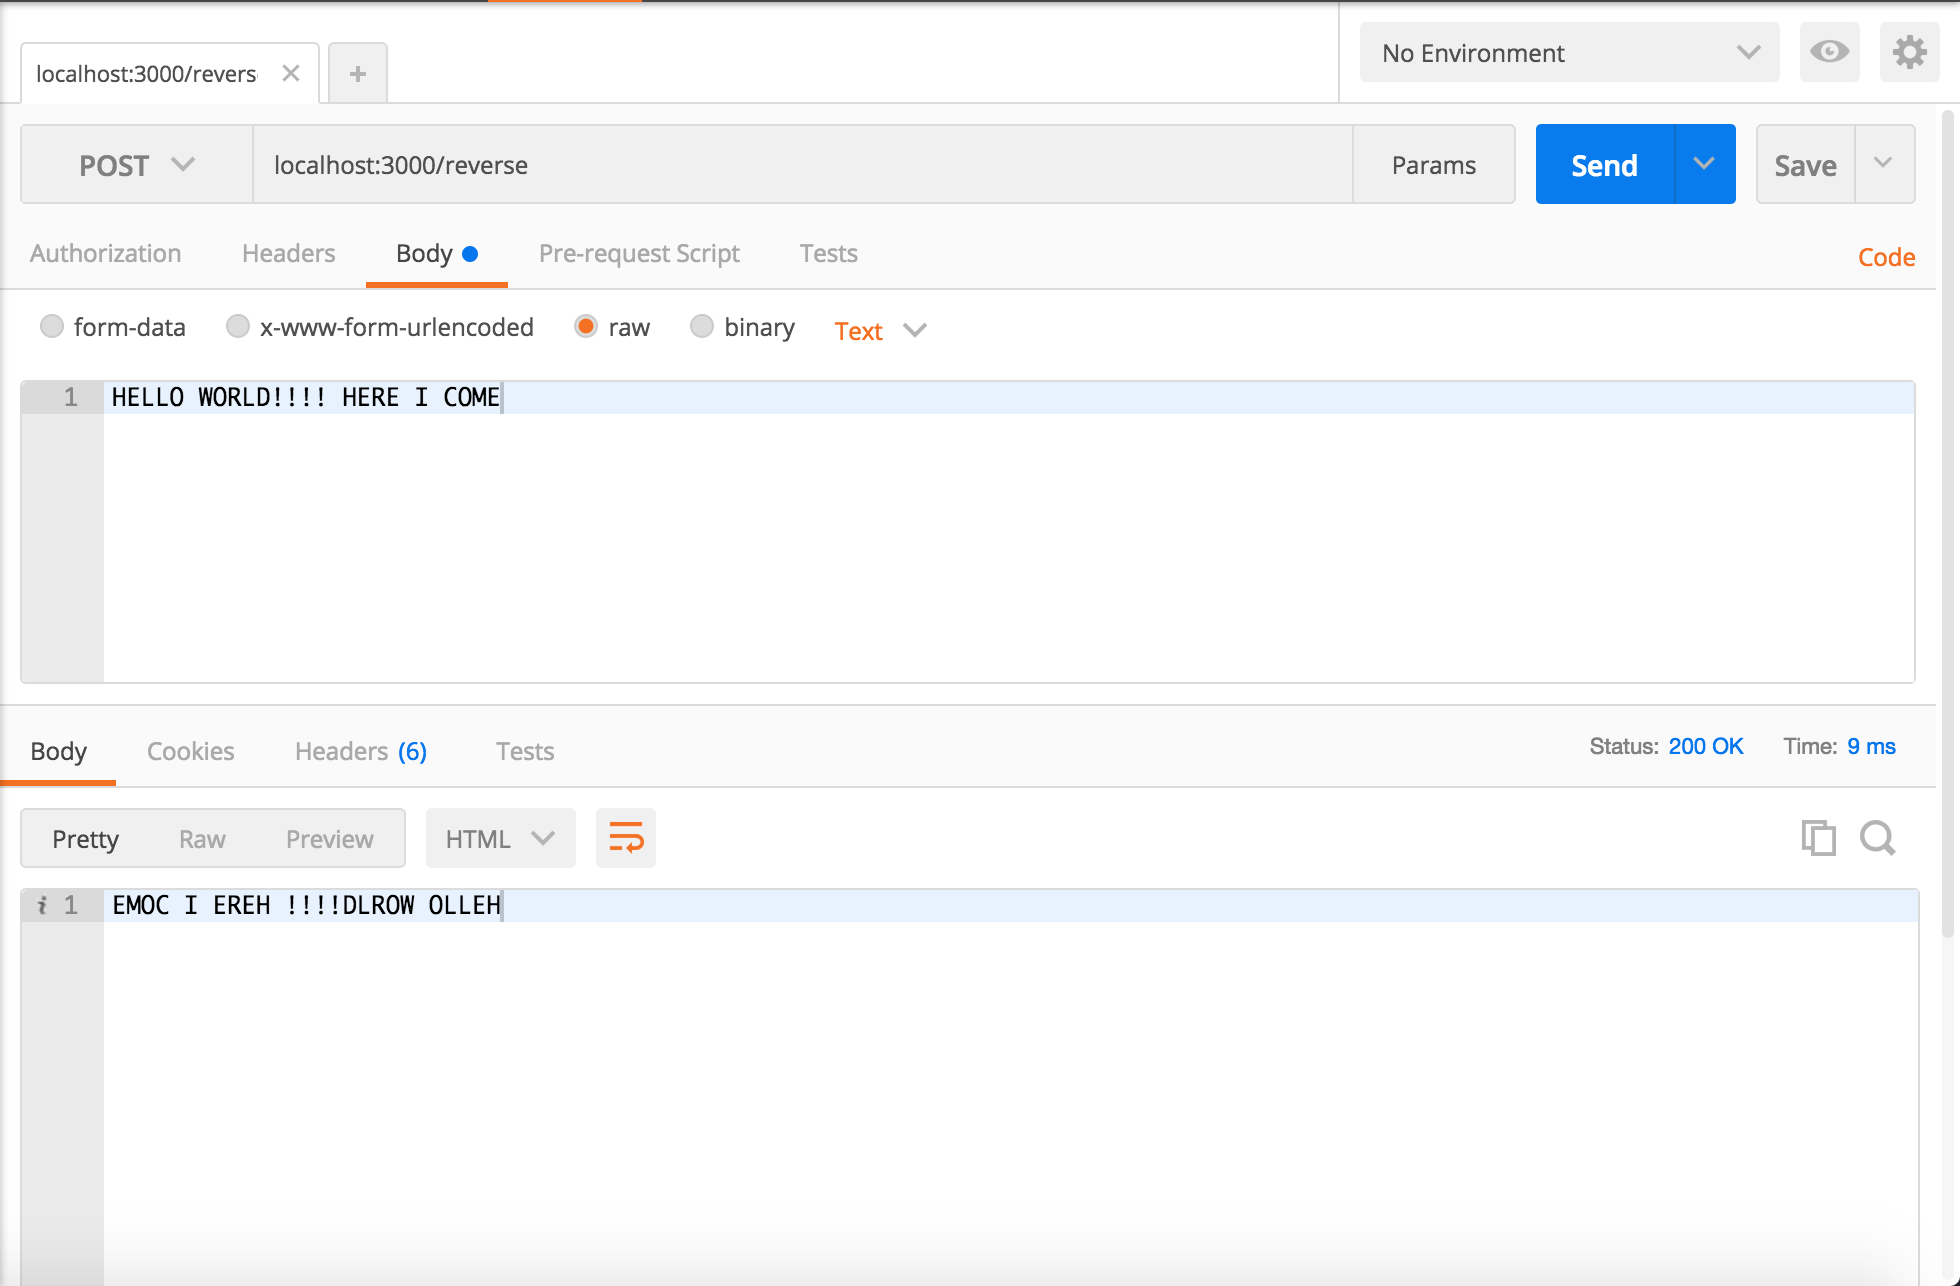 localhost:3000/revers
No Environment
POST localhost:3000/reverse Params Send Save
Authorization Headers Body Pre-request Script Tests Code
form-data x-www-form-urlencoded raw binary Text
1 HELLO WORLD!!!! HERE I COME
Body Cookies Headers (6) Tests Status: 200 OK Time: 9 ms
Pretty Raw Preview HTML
i 1 EMOC I EREH !!!!DLROW OLLEH